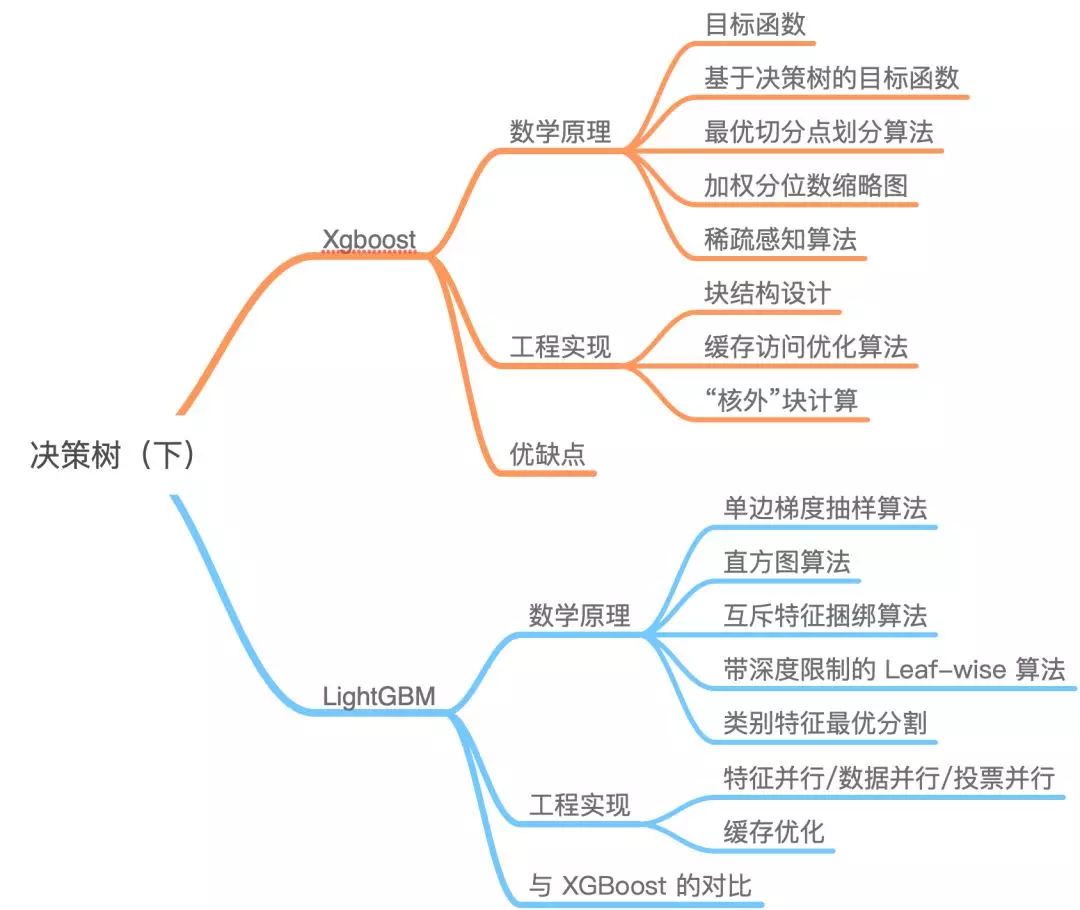 目标函数
基于决策树的目标函数
数学原理
最优切分点划分算法
加权分位数缩略图
Xgboost
稀疏感知算法
块结构设计
工程实现
缓存访问优化算法
“核外”块计算
优缺点
决策树（下）
单边梯度抽样算法
直方图算法
数学原理
互斥特征捆绑算法
带深度限制的 Leaf-wise 算法
LightGBM
类别特征最优分割
特征并行/数据并行/投票并行
工程实现
缓存优化
与 XGBoost 的对比